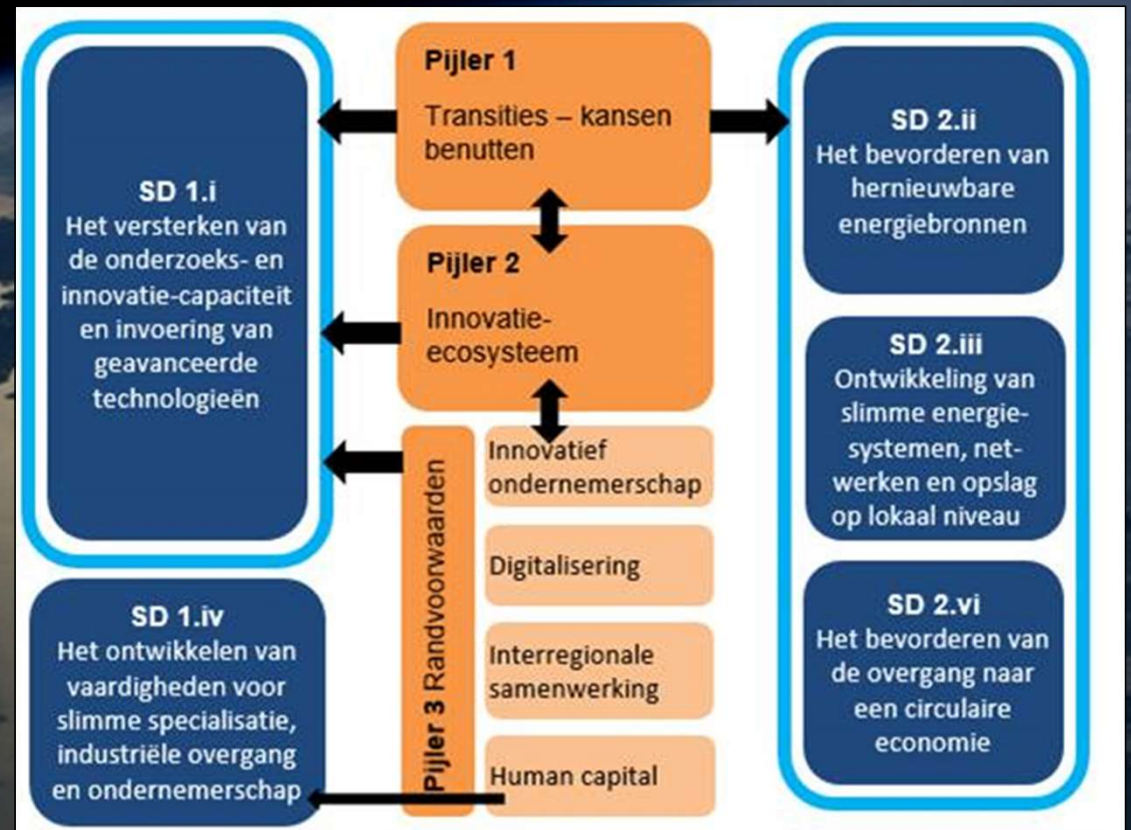 SD 1.i
Het versterken van
de onderzoeks- en
innovatie-capaciteit
en invoering van
geavanceerde
technologieën
SD 1.iv
Het ontwikkelen van
vaardigheden voor
slimme specialisatie,
industriële overgang
en ondernemerschap
Pijler 1
Transities – kansen
benutten
Pijler 2
Innovatie-
ecosysteem
Pijler 3 Randvoorwaarden
Innovatief
ondernemerschap
Digitalisering
Interregionale
samenwerking
Human capital
SD 2.ii
Het bevorderen van
hernieuwbare
energiebronnen
SD 2.iii
Ontwikkeling van
slimme energie-
systemen, net-
werken en opslag
op lokaal niveau
SD 2.vi
Het bevorderen van
de overgang naar
een circulaire
economie